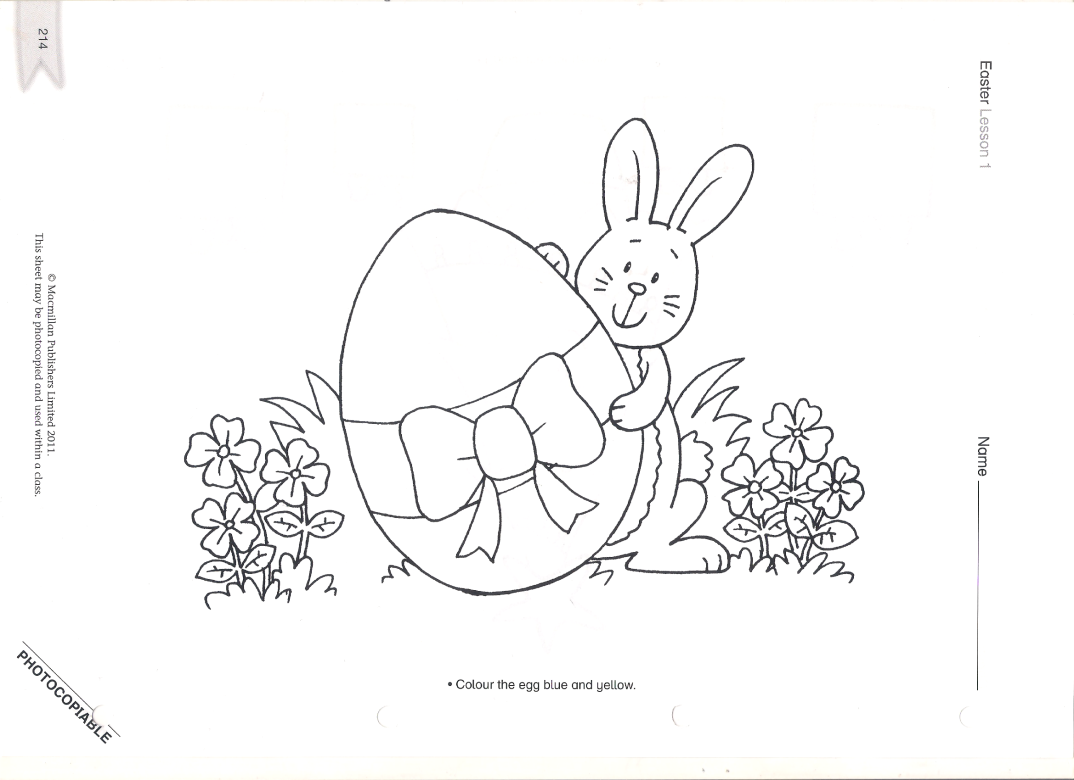 214
Easter Lesson 1
Name
• Colour the egg blue and yellow.
© Macmillan Publishers Limited 2011.
This sheet may be photocopied and used within a class.
PHOTOCOPIABLE